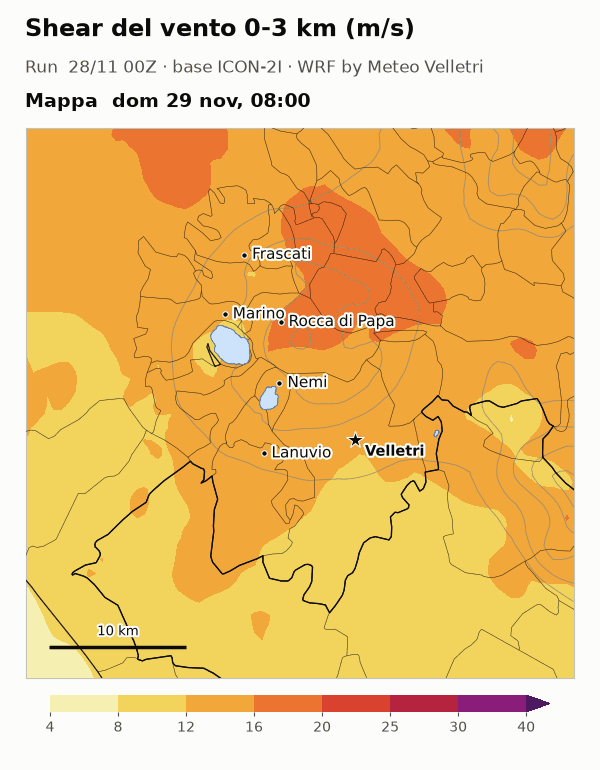 Shear del vento 0-3 km (m/s)
Run  28/11 00Z · base ICON-2I · WRF by Meteo Velletri
Mappa  dom 29 nov, 08:00
Frascati
Marino
Rocca di Papa
Nemi
Velletri
Lanuvio
10 km
4 8 12 16 20 25 30 40